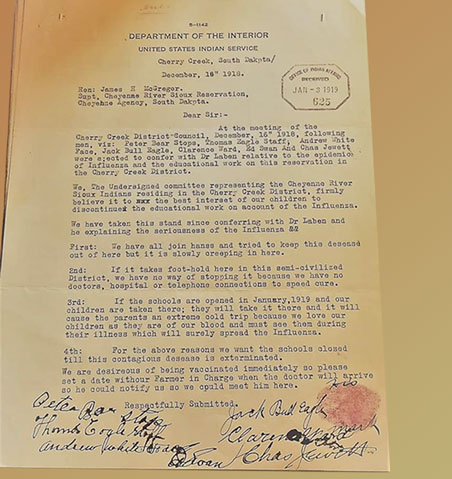 5-1142
DEPARTMENT OF THE INTERIOR
UNITED STATES INDIAN SERVICE
Cherry Creek, South Dakpta/
December, 16" 1918.
OFFICE OF INDIAN AFFAIRS
RECEIVED
JAN -3 1919
625
Hon: James H McGregor.
Supt. Cheyenne River Sioux Reservation,
Cheyenne Agency, South Dakota.
Dear Sir:-
At the meeting of the
Cherry Creek District Council, December, 15" 1918, following
men, viz: Peter Bear Stops, Thomas Eagle Staff; Andrew White
Face, Jack Bull Eagle, Clarence Ward, Ed Swan And Chas Jewett
were ejected to confer with Dr Laben relative to the epidemic
of Influenza and the educational work on this reservation in
the Cherry Creek District.
We, The Undersigned committee representing the Cheyenne River
Sioux Indians residing in the Cherry Creek District, firmly
believe it to the best interest of our children to
discontinued the educational work on account of the Influenza.
We have taken this stand since conferring with Dr Laben and
he explaining the seriousness of the Influenza &&
First: We have all join hands and tried to keep this desease
out of here but it is slowly creeping in here.
2nd: If it takes foot-hold here in this semi-civilized
District, we have no way of stopping it because we have no
doctors, hospital or telephone connections to speed cure.
3rd: If the schools are opened in January,1919 and our
children are taken there; they will take it there and it will
cause the parents an extreme cold trip because we love our
children as they are of our blood and must see them during
their illness which will surely spread the Influenza.
4th: For the above reasons we want the schools closed
till this contagious desease is exterminated.
We are desireous of being vaccinated immediately so please
set a date withour Farmer in Charge when the doctor will arrive
so he could notify us so we could meet him here.
Respectfully Submitted.
his
Peter Bear Stops
Jack Bull Eagle
mark
Thomas Eagle Staff
Clarence Ward
Andrew White Face
Ed Swan
Chas Jewett